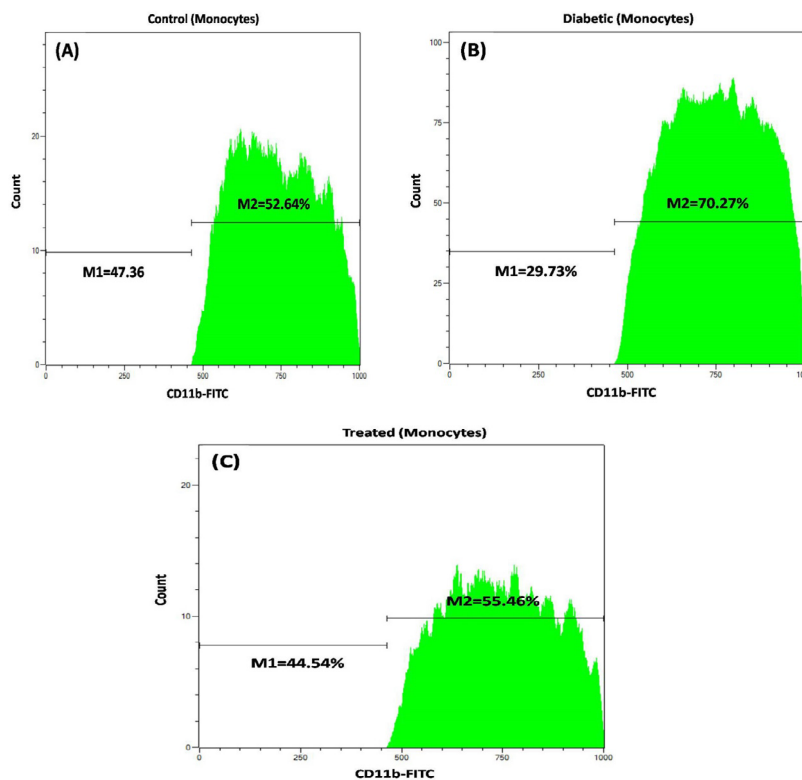 Control (Monocytes)
(A)
20
10
0
Count
M2=52.64%
M1=47.36
0 250 500 750 1000
CD11b-FITC
Diabetic (Monocytes)
(B)
100
75
50
25
0
Count
M2=70.27%
M1=29.73%
0 250 500 750 1000
CD11b-FITC
Treated (Monocytes)
(C)
20
10
0
Count
M2=55.46%
M1=44.54%
0 250 500 750 1000
CD11b-FITC